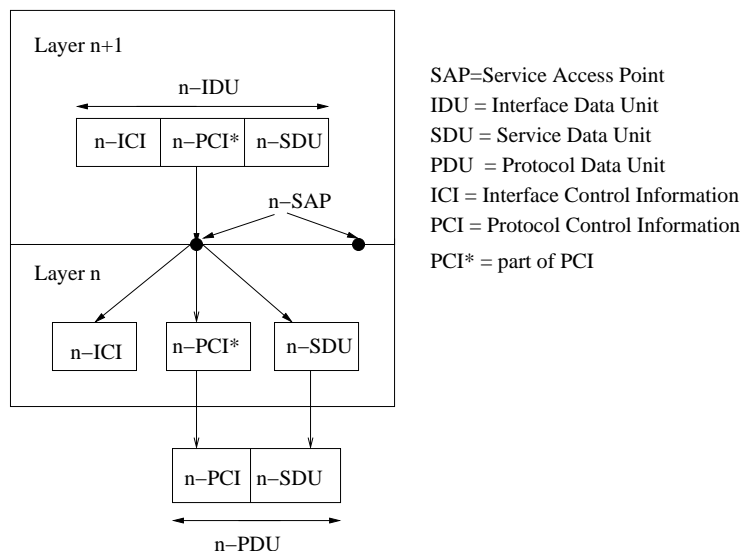 Layer n+1
n−IDU
n−ICI n−PCI* n−SDU
n−SAP
Layer n
n−ICI n−PCI* n−SDU
n−PCI n−SDU
n−PDU
SAP=Service Access Point
IDU = Interface Data Unit
SDU = Service Data Unit
PDU = Protocol Data Unit
ICI = Interface Control Information
PCI = Protocol Control Information
PCI* = part of PCI